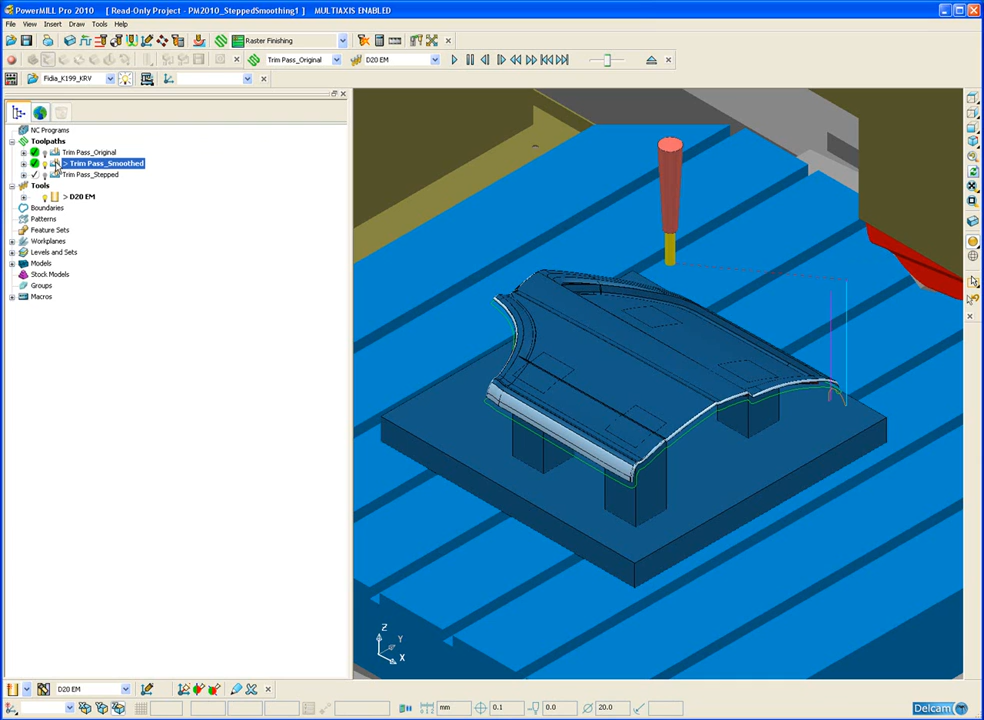 PowerMILL Pro 2010    [ Read-Only Project - PM2010_SteppedSmoothing1 ]    MULTIAXIS ENABLED
File View Insert Draw Tools Help
Raster Finishing
Trim Pass_Original D20 EM
Fidia_K199_KRV
NC Programs
Toolpaths
Trim Pass_Original
> Trim Pass_Smoothed
Trim Pass_Stepped
Tools
> D20 EM
Boundaries
Patterns
Feature Sets
Workplanes
Levels and Sets
Models
Stock Models
Groups
Macros
Z
Y
X
D20 EM
mm 0.1 0.0 20.0 Delcam